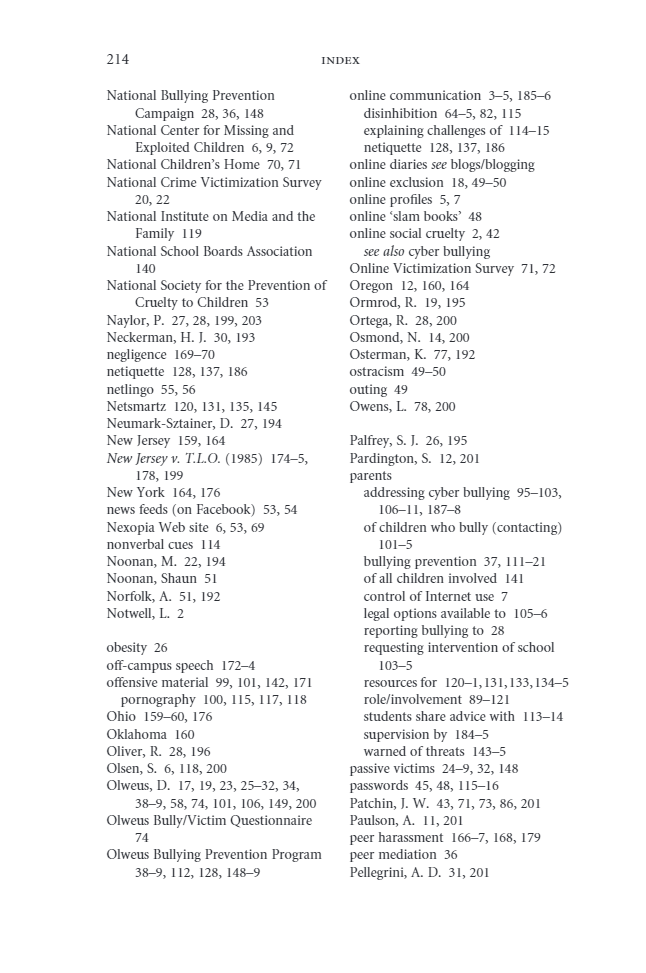 214
INDEX
National Bullying Prevention
Campaign 28, 36, 148
National Center for Missing and
Exploited Children 6, 9, 72
National Children's Home 70, 71
National Crime Victimization Survey
20, 22
National Institute on Media and the
Family 119
National School Boards Association
140
National Society for the Prevention of
Cruelty to Children 53
Naylor, P. 27, 28, 199, 203
Neckerman, H. J. 30, 193
negligence 169–70
netiquette 128, 137, 186
netlingo 55, 56
Netsmartz 120, 131, 135, 145
Neumark-Sztainer, D. 27, 194
New Jersey 159, 164
New Jersey v. T.L.O. (1985) 174–5,
178, 199
New York 164, 176
news feeds (on Facebook) 53, 54
Nexopia Web site 6, 53, 69
nonverbal cues 114
Noonan, M. 22, 194
Noonan, Shaun 51
Norfolk, A. 51, 192
Notwell, L. 2
obesity 26
off-campus speech 172–4
offensive material 99, 101, 142, 171
pornography 100, 115, 117, 118
Ohio 159–60, 176
Oklahoma 160
Oliver, R. 28, 196
Olsen, S. 6, 118, 200
Olweus, D. 17, 19, 23, 25–32, 34,
38–9, 58, 74, 101, 106, 149, 200
Olweus Bully/Victim Questionnaire
74
Olweus Bullying Prevention Program
38–9, 112, 128, 148–9
online communication 3–5, 185–6
disinhibition 64–5, 82, 115
explaining challenges of 114–15
netiquette 128, 137, 186
online diaries see blogs/blogging
online exclusion 18, 49–50
online profiles 5, 7
online 'slam books' 48
online social cruelty 2, 42
see also cyber bullying
Online Victimization Survey 71, 72
Oregon 12, 160, 164
Ormrod, R. 19, 195
Ortega, R. 28, 200
Osmond, N. 14, 200
Osterman, K. 77, 192
ostracism 49–50
outing 49
Owens, L. 78, 200
Palfrey, S. J. 26, 195
Pardington, S. 12, 201
parents
addressing cyber bullying 95–103,
106–11, 187–8
of children who bully (contacting)
101–5
bullying prevention 37, 111–21
of all children involved 141
control of Internet use 7
legal options available to 105–6
reporting bullying to 28
requesting intervention of school
103–5
resources for 120–1, 131, 133, 134–5
role/involvement 89–121
students share advice with 113–14
supervision by 184–5
warned of threats 143–5
passive victims 24–9, 32, 148
passwords 45, 48, 115–16
Patchin, J. W. 43, 71, 73, 86, 201
Paulson, A. 11, 201
peer harassment 166–7, 168, 179
peer mediation 36
Pellegrini, A. D. 31, 201